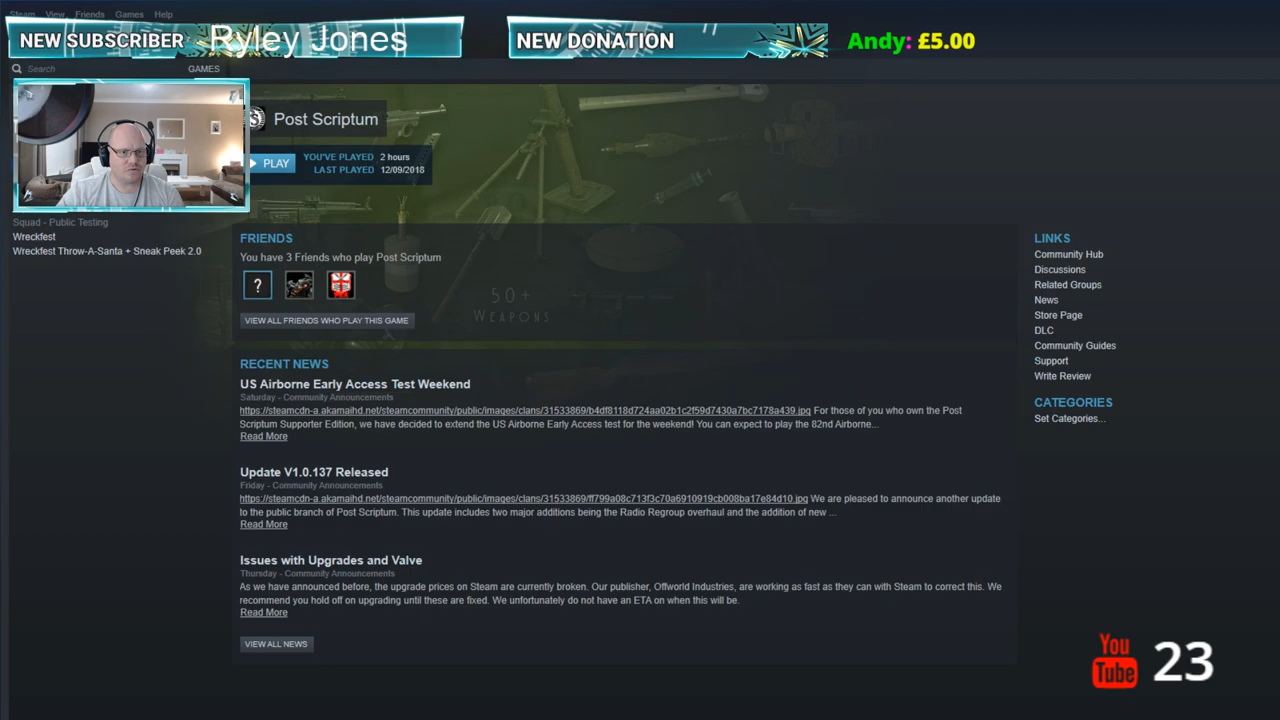 Steam View Friends Games Help
NEW SUBSCRIBER Ryley Jones
NEW DONATION
Andy: £5.00
Search
GAMES
Post Scriptum
PLAY
YOU'VE PLAYED 2 hours
LAST PLAYED 12/09/2018
Squad - Public Testing
Wreckfest
Wreckfest Throw-A-Santa + Sneak Peek 2.0
FRIENDS
You have 3 Friends who play Post Scriptum
?
VIEW ALL FRIENDS WHO PLAY THIS GAME
50+
WEAPONS
RECENT NEWS
US Airborne Early Access Test Weekend
Saturday - Community Announcements
https://steamcdn-a.akamaihd.net/steamcommunity/public/images/clans/31533869/b4df8118d724aa02b1c2f59d7430a7bc7178a439.jpg For those of you who own the Post
Scriptum Supporter Edition, we have decided to extend the US Airborne Early Access test for the weekend! You can expect to play the 82nd Airborne...
Read More
Update V1.0.137 Released
Friday - Community Announcements
https://steamcdn-a.akamaihd.net/steamcommunity/public/images/clans/31533869/ff799a08c713f3c70a6910919cb008ba17e84d10.jpg We are pleased to announce another update
to the public branch of Post Scriptum. This update includes two major additions being the Radio Regroup overhaul and the addition of new ...
Read More
Issues with Upgrades and Valve
Thursday - Community Announcements
As we have announced before, the upgrade prices on Steam are currently broken. Our publisher, Offworld Industries, are working as fast as they can with Steam to correct this. We
recommend you hold off on upgrading until these are fixed. We unfortunately do not have an ETA on when this will be.
Read More
VIEW ALL NEWS
LINKS
Community Hub
Discussions
Related Groups
News
Store Page
DLC
Community Guides
Support
Write Review
CATEGORIES
Set Categories...
You
Tube
23